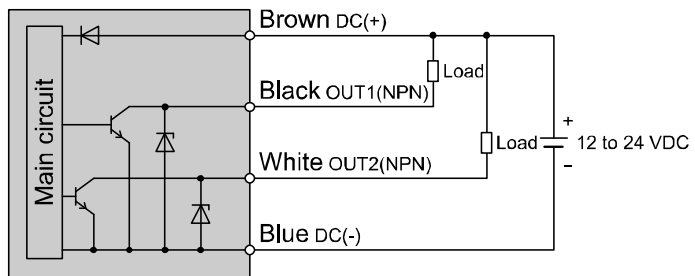 Brown DC(+)
Main circuit
Load
Black OUT1(NPN)
+
Load 12 to 24 VDC
White OUT2(NPN)
−
Blue DC(-)